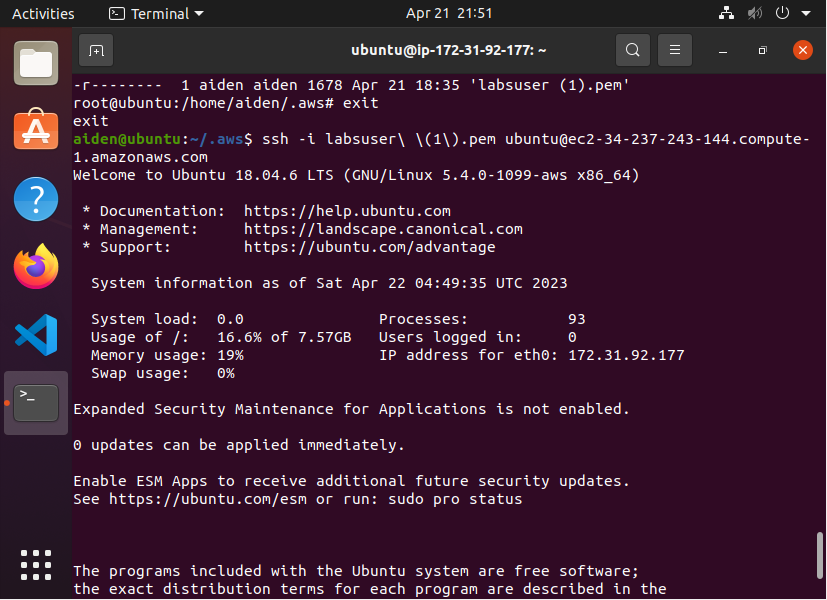 Activities Terminal Apr 21 21:51
ubuntu@ip-172-31-92-177: ~
-r-------- 1 aiden aiden 1678 Apr 21 18:35 'labsuser (1).pem'
root@ubuntu:/home/aiden/.aws# exit
exit
aiden@ubuntu:~/.aws$ ssh -i labsuser\ \(1\).pem ubuntu@ec2-34-237-243-144.compute-
1.amazonaws.com
Welcome to Ubuntu 18.04.6 LTS (GNU/Linux 5.4.0-1099-aws x86_64)
* Documentation: https://help.ubuntu.com
* Management: https://landscape.canonical.com
* Support: https://ubuntu.com/advantage
System information as of Sat Apr 22 04:49:35 UTC 2023
System load: 0.0 Processes: 93
Usage of /: 16.6% of 7.57GB Users logged in: 0
Memory usage: 19% IP address for eth0: 172.31.92.177
Swap usage: 0%
Expanded Security Maintenance for Applications is not enabled.
0 updates can be applied immediately.
Enable ESM Apps to receive additional future security updates.
See https://ubuntu.com/esm or run: sudo pro status
The programs included with the Ubuntu system are free software;
the exact distribution terms for each program are described in the